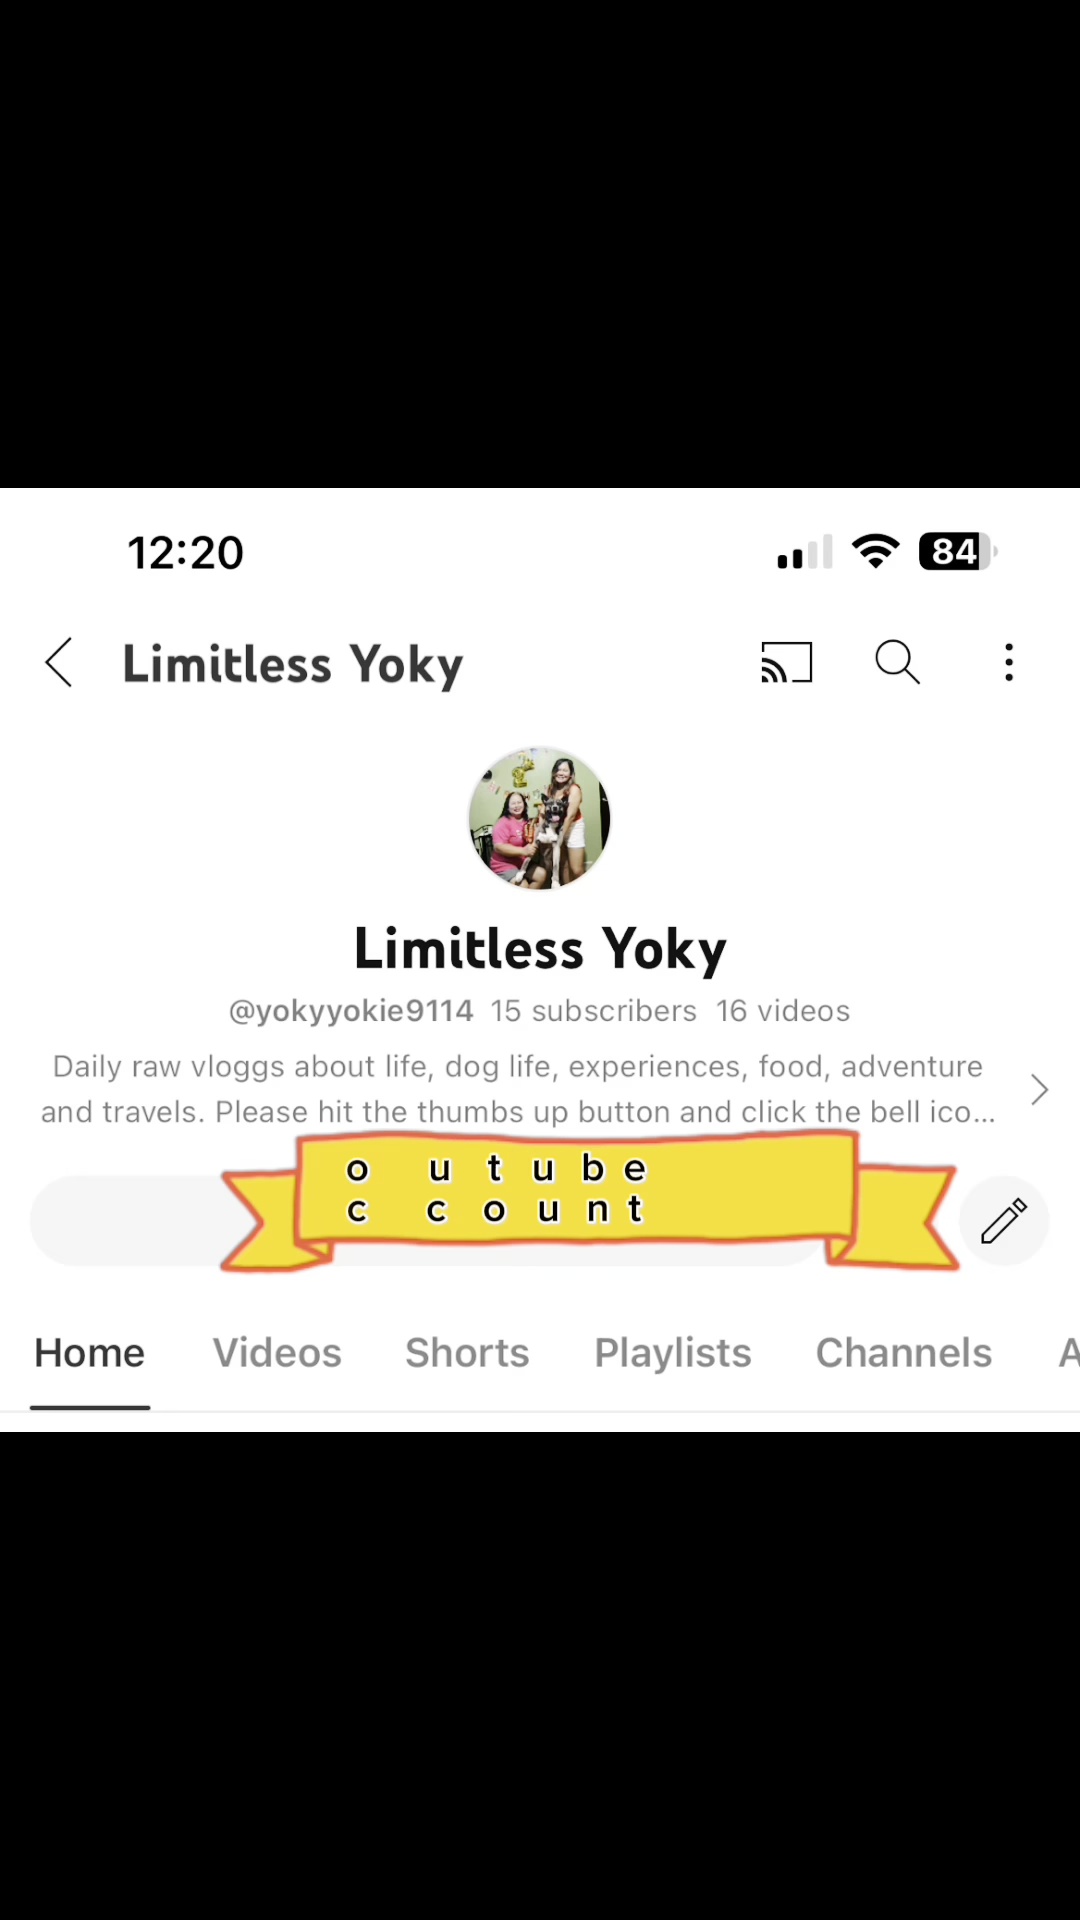 12:20
84
Limitless Yoky
Limitless Yoky
@yokyyokie9114 15 subscribers 16 videos
Daily raw vloggs about life, dog life, experiences, food, adventure
and travels. Please hit the thumbs up button and click the bell ico...
o u t u b e
c c o u n t
Home Videos Shorts Playlists Channels A